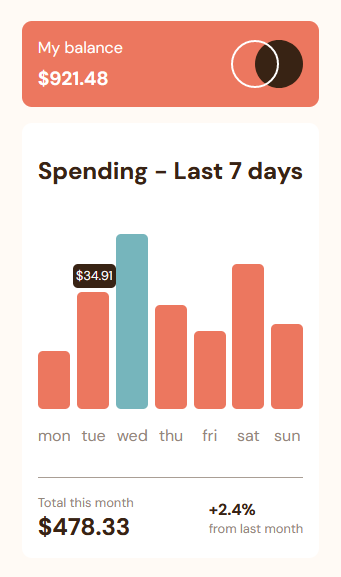 My balance
$921.48
Spending - Last 7 days
$34.91
mon tue wed thu fri sat sun
Total this month
$478.33
+2.4%
from last month